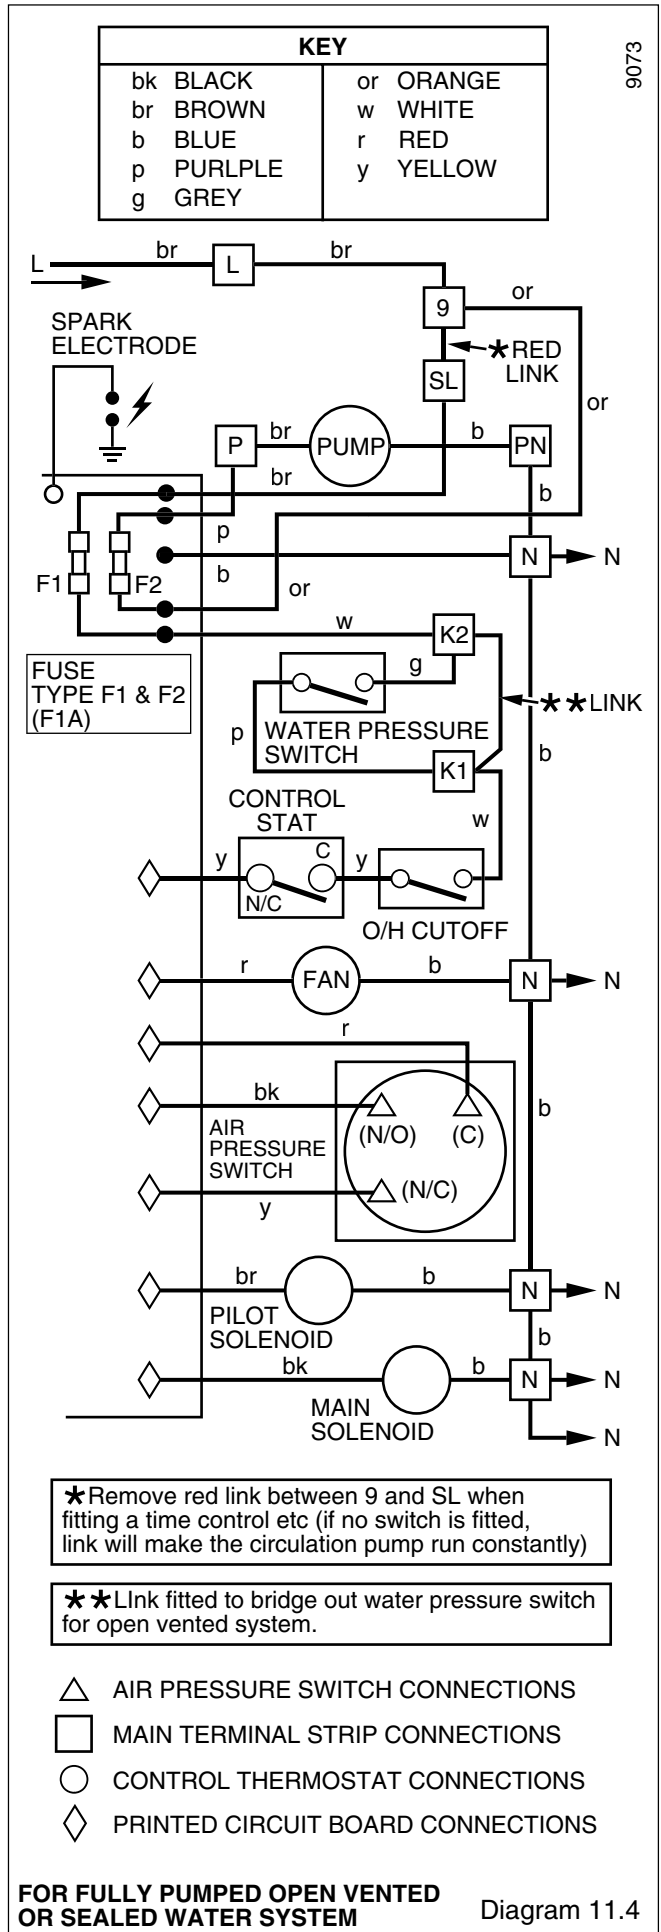 KEY
9073
bk BLACK
br BROWN
b BLUE
p PURLPLE
g GREY
or ORANGE
w WHITE
r RED
y YELLOW
L
br
L
br
9
or
SPARK
ELECTRODE
*RED
LINK
SL
or
P
br
PUMP
b
PN
br
b
p
N
N
F1
F2
b
or
w
K2
FUSE
TYPE F1 & F2
(F1A)
g
**LINK
WATER PRESSURE
SWITCH
p
K1
b
CONTROL
STAT
w
y
C
y
N/C
O/H CUTOFF
r
FAN
b
N
N
r
bk
(N/O)
(C)
b
AIR
PRESSURE
SWITCH
(N/C)
y
br
b
N
N
PILOT
SOLENOID
b
bk
b
N
N
MAIN
SOLENOID
N
*Remove red link between 9 and SL when
fitting a time control etc (if no switch is fitted,
link will make the circulation pump run constantly)
**LInk fitted to bridge out water pressure switch
for open vented system.
AIR PRESSURE SWITCH CONNECTIONS
MAIN TERMINAL STRIP CONNECTIONS
CONTROL THERMOSTAT CONNECTIONS
PRINTED CIRCUIT BOARD CONNECTIONS
FOR FULLY PUMPED OPEN VENTED
OR SEALED WATER SYSTEM
Diagram 11.4